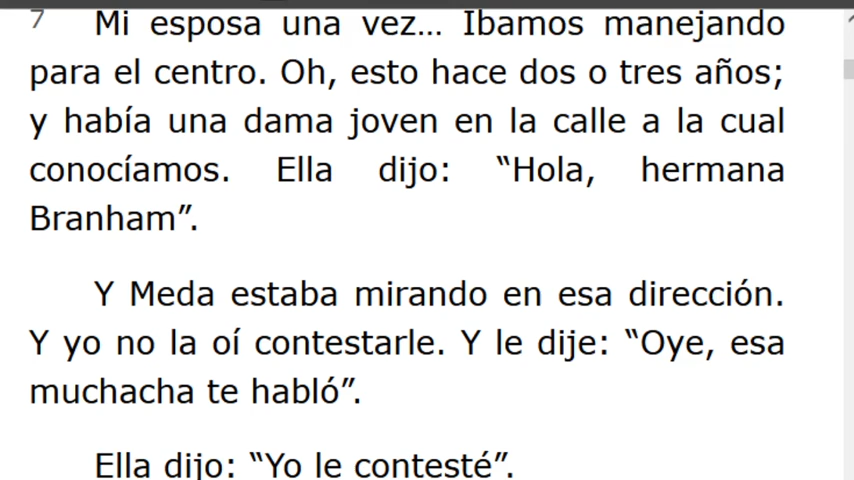 7 Mi esposa una vez... Íbamos manejando
para el centro. Oh, esto hace dos o tres años;
y había una dama joven en la calle a la cual
conocíamos. Ella dijo: “Hola, hermana
Branham”.
Y Meda estaba mirando en esa dirección.
Y yo no la oí contestarle. Y le dije: “Oye, esa
muchacha te habló”.
Ella dijo: “Yo le contesté”.